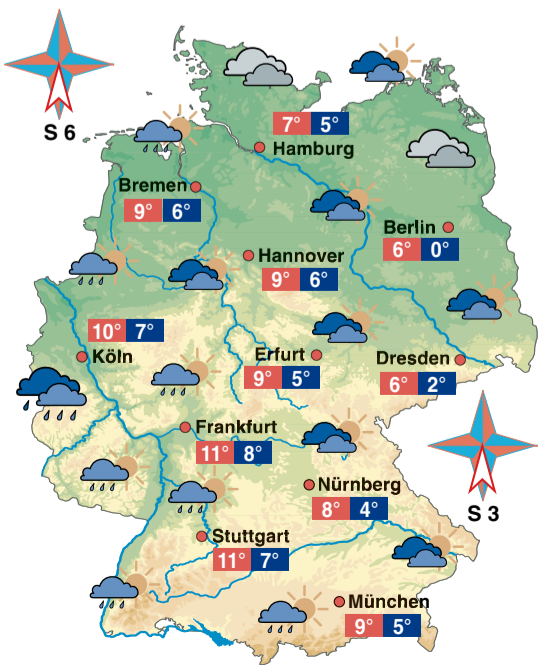 S 6
7° 5°
Hamburg
Bremen
9° 6°
Berlin
6° 0°
Hannover
9° 6°
10° 7°
Köln
Erfurt
9° 5°
Dresden
6° 2°
Frankfurt
11° 8°
Nürnberg
8° 4°
S 3
Stuttgart
11° 7°
München
9° 5°